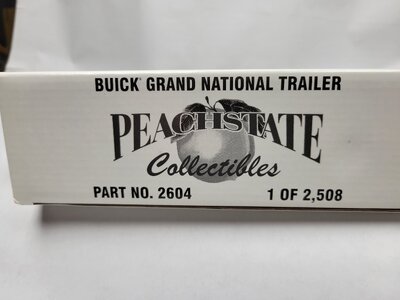 BUICK® GRAND NATIONAL TRAILER
PEACHSTATE
Collectibles
PART NO. 2604 1 OF 2,508